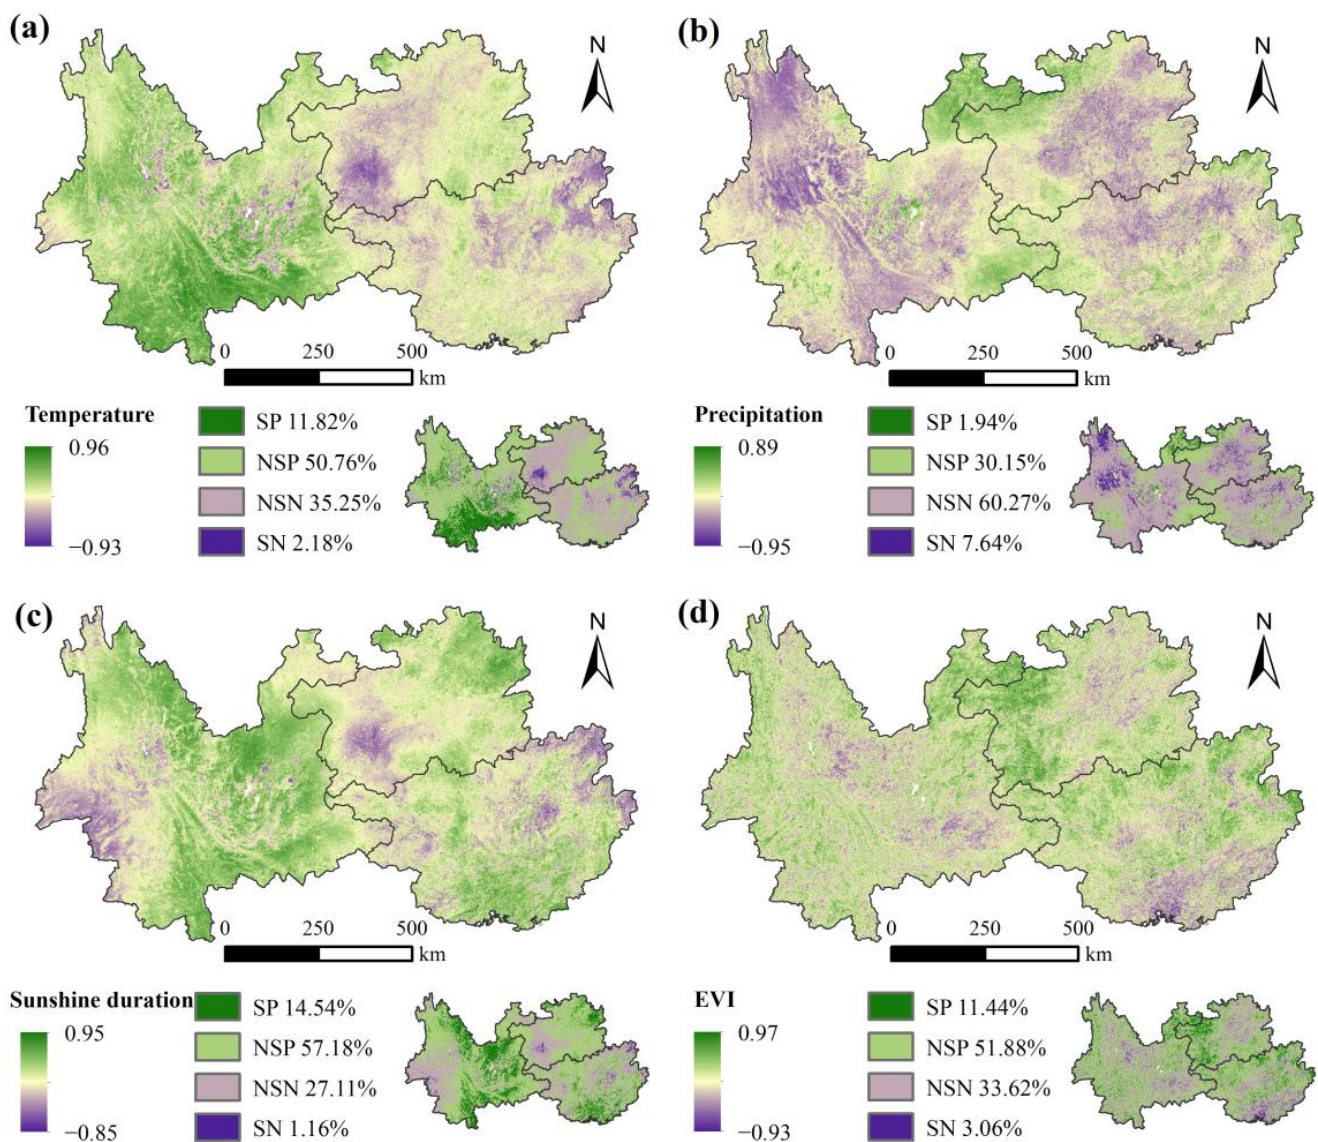 (a)
N
0 250 500
km
Temperature
0.96
−0.93
SP 11.82%
NSP 50.76%
NSN 35.25%
SN 2.18%
(b)
N
0 250 500
km
Precipitation
0.89
−0.95
SP 1.94%
NSP 30.15%
NSN 60.27%
SN 7.64%
(c)
N
0 250 500
km
Sunshine duration
0.95
−0.85
SP 14.54%
NSP 57.18%
NSN 27.11%
SN 1.16%
(d)
N
0 250 500
km
EVI
0.97
−0.93
SP 11.44%
NSP 51.88%
NSN 33.62%
SN 3.06%